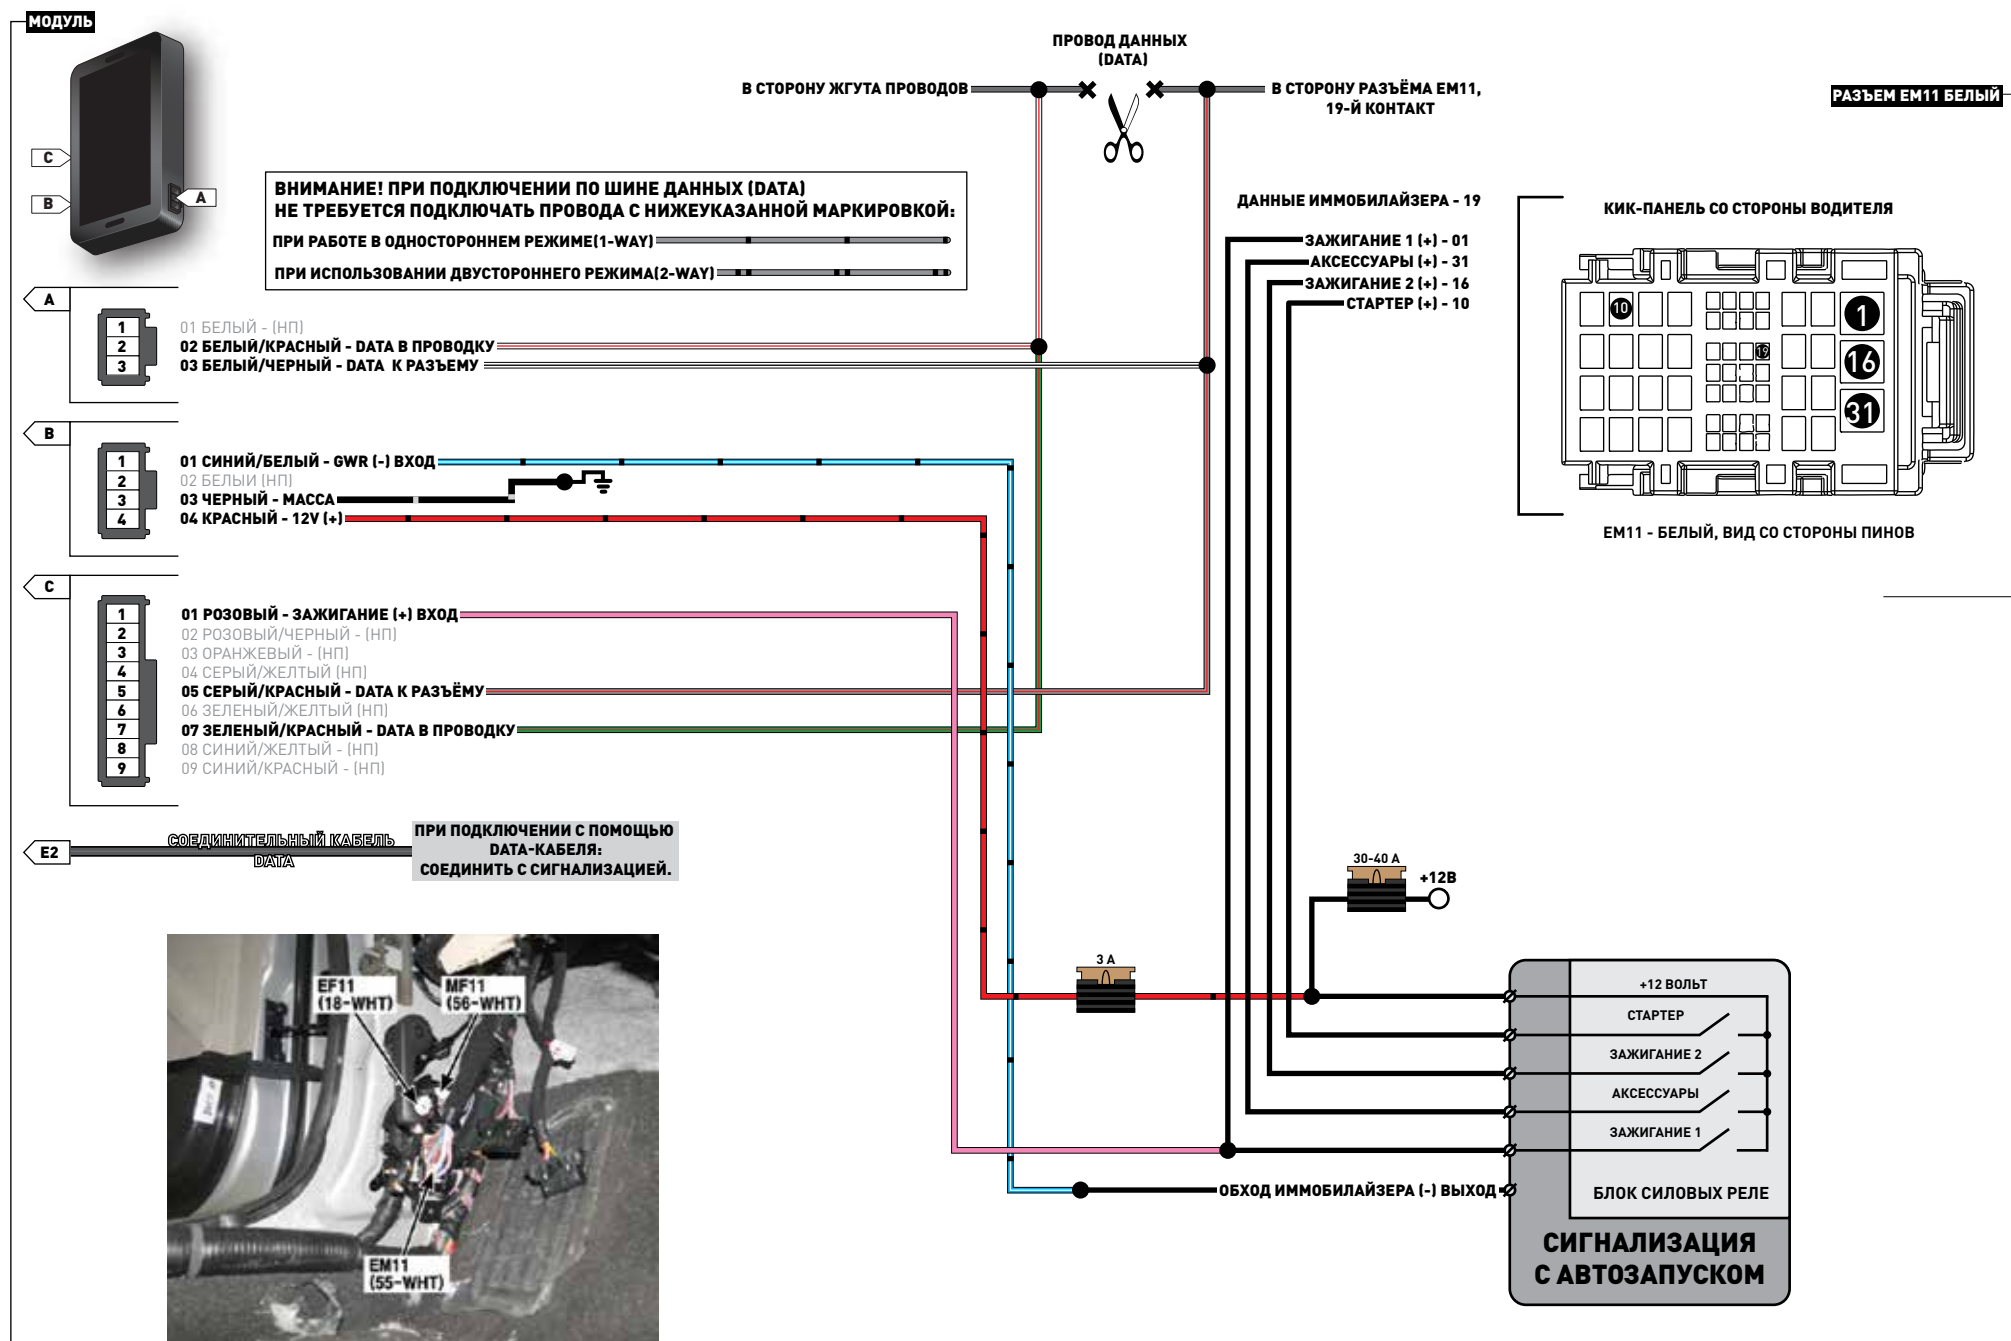 МОДУЛЬ
C
B
A
ПРОВОД ДАННЫХ
(DATA)
В СТОРОНУ ЖГУТА ПРОВОДОВ
В СТОРОНУ РАЗЪЁМА EM11,
19-Й КОНТАКТ
РАЗЪЕМ EM11 БЕЛЫЙ
ВНИМАНИЕ! ПРИ ПОДКЛЮЧЕНИИ ПО ШИНЕ ДАННЫХ (DATA)
НЕ ТРЕБУЕТСЯ ПОДКЛЮЧАТЬ ПРОВОДА С НИЖЕУКАЗАННОЙ МАРКИРОВКОЙ:
ПРИ РАБОТЕ В ОДНОСТОРОННЕМ РЕЖИМЕ(1-WAY)
ПРИ ИСПОЛЬЗОВАНИИ ДВУСТОРОННЕГО РЕЖИМА(2-WAY)
ДАННЫЕ ИММОБИЛАЙЗЕРА - 19
ЗАЖИГАНИЕ 1 (+) - 01
АКСЕССУАРЫ (+) - 31
ЗАЖИГАНИЕ 2 (+) - 16
СТАРТЕР (+) - 10
КИК-ПАНЕЛЬ СО СТОРОНЫ ВОДИТЕЛЯ
10
19
1
16
31
EM11 - БЕЛЫЙ, ВИД СО СТОРОНЫ ПИНОВ
A
1
2
3
01 БЕЛЫЙ - (НП)
02 БЕЛЫЙ/КРАСНЫЙ - DATA В ПРОВОДКУ
03 БЕЛЫЙ/ЧЕРНЫЙ - DATA К РАЗЪЕМУ
B
1
2
3
4
01 СИНИЙ/БЕЛЫЙ - GWR (-) ВХОД
02 БЕЛЫЙ (НП)
03 ЧЕРНЫЙ - МАССА
04 КРАСНЫЙ - 12V (+)
C
1
2
3
4
5
6
7
8
9
01 РОЗОВЫЙ - ЗАЖИГАНИЕ (+) ВХОД
02 РОЗОВЫЙ/ЧЕРНЫЙ - (НП)
03 ОРАНЖЕВЫЙ - (НП)
04 СЕРЫЙ/ЖЕЛТЫЙ (НП)
05 СЕРЫЙ/КРАСНЫЙ - DATA К РАЗЪЁМУ
06 ЗЕЛЕНЫЙ/ЖЕЛТЫЙ (НП)
07 ЗЕЛЕНЫЙ/КРАСНЫЙ - DATA В ПРОВОДКУ
08 СИНИЙ/ЖЕЛТЫЙ - (НП)
09 СИНИЙ/КРАСНЫЙ - (НП)
E2
СОЕДИНИТЕЛЬНЫЙ КАБЕЛЬ
DATA
ПРИ ПОДКЛЮЧЕНИИ С ПОМОЩЬЮ
DATA-КАБЕЛЯ:
СОЕДИНИТЬ С СИГНАЛИЗАЦИЕЙ.
EF11
(18-WHT)
MF11
(56-WHT)
EM11
(55-WHT)
30-40 А
+12В
3 А
+12 ВОЛЬТ
СТАРТЕР
ЗАЖИГАНИЕ 2
АКСЕССУАРЫ
ЗАЖИГАНИЕ 1
ОБХОД ИММОБИЛАЙЗЕРА (-) ВЫХОД
БЛОК СИЛОВЫХ РЕЛЕ
СИГНАЛИЗАЦИЯ
С АВТОЗАПУСКОМ